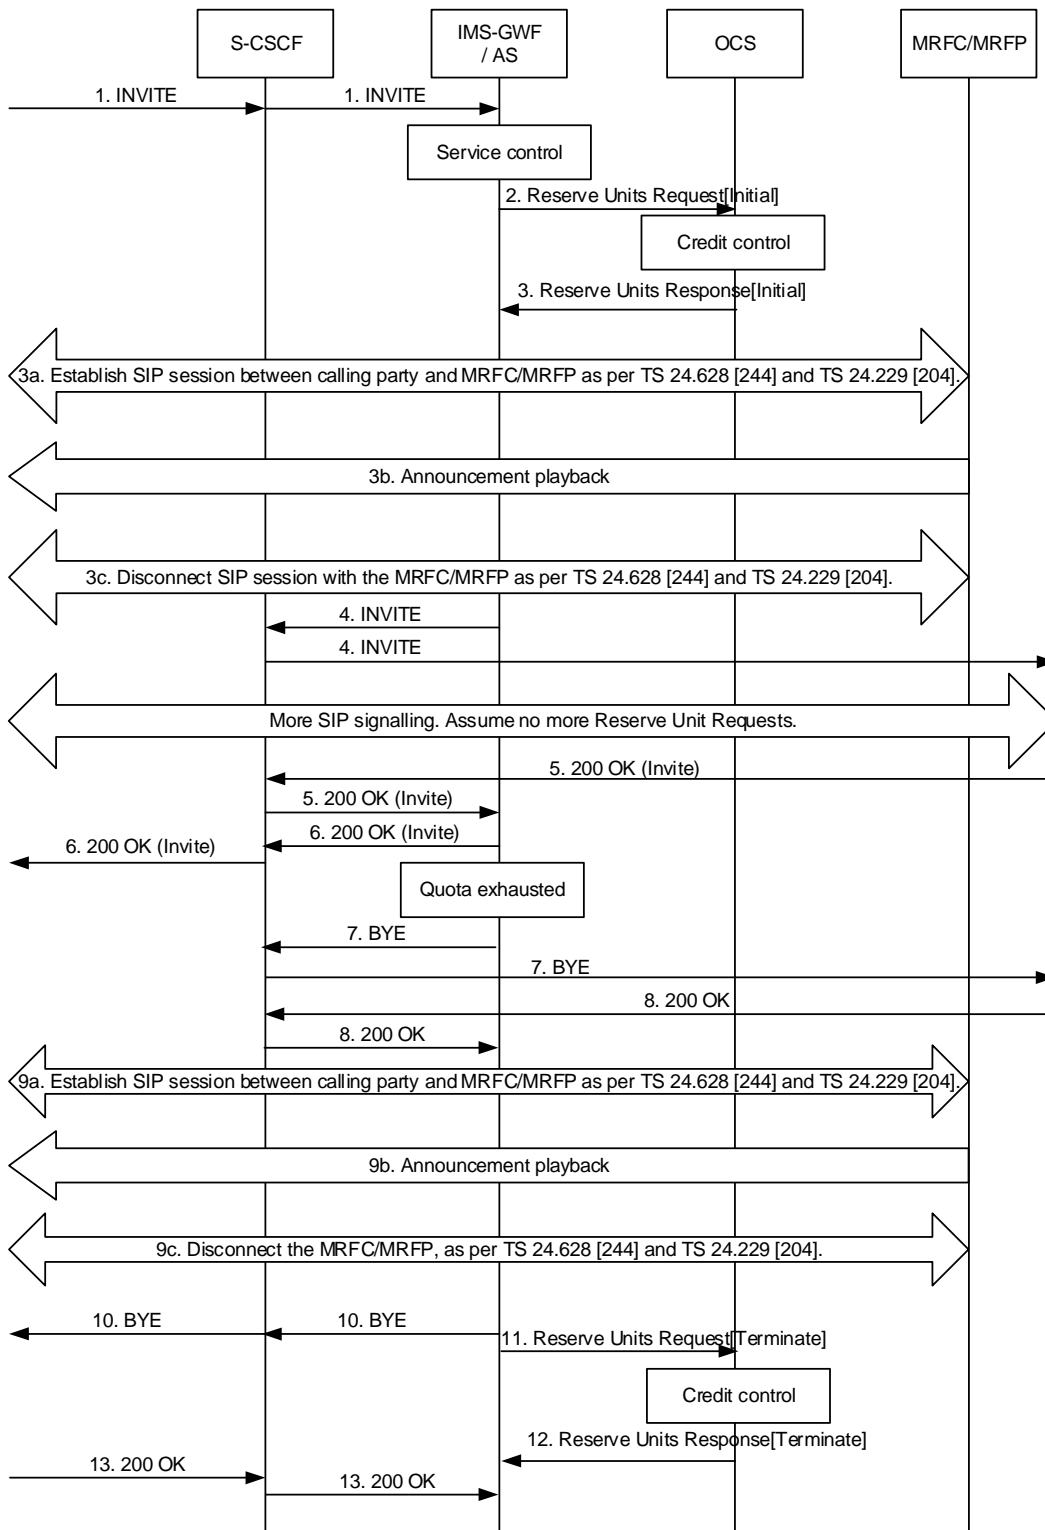 S-CSCF
IMS-GWF
/ AS
OCS
MRFC/MRFP
1. INVITE
1. INVITE
Service control
2. Reserve Units Request[Initial]
Credit control
3. Reserve Units Response[Initial]
3a. Establish SIP session between calling party and MRFC/MRFP as per TS 24.628 [244] and TS 24.229 [204].
3b. Announcement playback
3c. Disconnect SIP session with the MRFC/MRFP as per TS 24.628 [244] and TS 24.229 [204].
4. INVITE
4. INVITE
More SIP signalling. Assume no more Reserve Unit Requests.
5. 200 OK (Invite)
5. 200 OK (Invite)
6. 200 OK (Invite)
6. 200 OK (Invite)
Quota exhausted
7. BYE
7. BYE
8. 200 OK
8. 200 OK
9a. Establish SIP session between calling party and MRFC/MRFP as per TS 24.628 [244] and TS 24.229 [204].
9b. Announcement playback
9c. Disconnect the MRFC/MRFP, as per TS 24.628 [244] and TS 24.229 [204].
10. BYE
10. BYE
11. Reserve Units Request[Terminate]
Credit control
12. Reserve Units Response[Terminate]
13. 200 OK
13. 200 OK